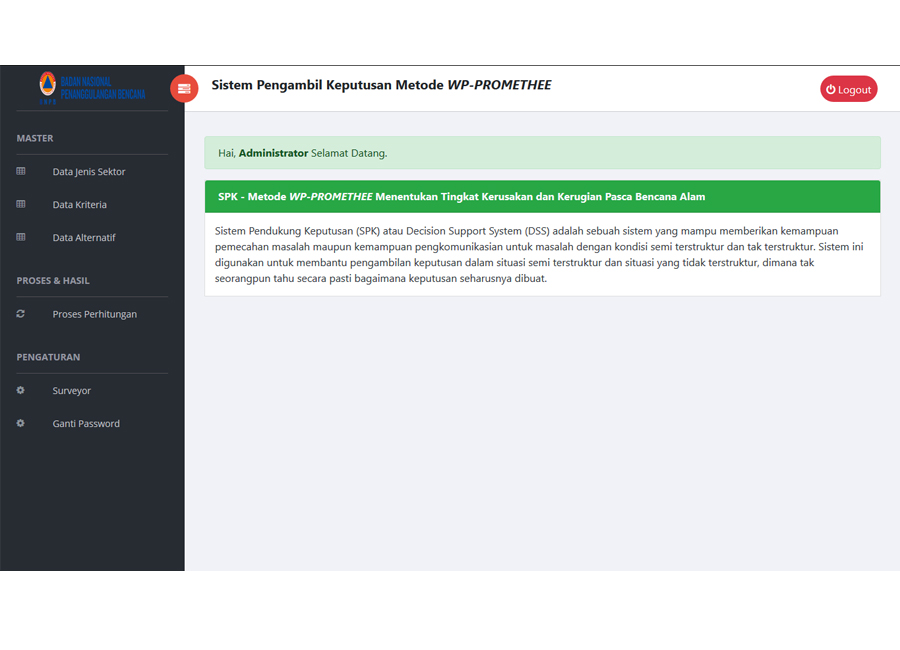 BADAN NASIONAL
PENANGGULANGAN BENCANA
BNPB
Sistem Pengambil Keputusan Metode WP-PROMETHEE
Logout
MASTER
Data Jenis Sektor
Data Kriteria
Data Alternatif
PROSES & HASIL
Proses Perhitungan
PENGATURAN
Surveyor
Ganti Password
Hai, Administrator Selamat Datang.
SPK - Metode WP-PROMETHEE Menentukan Tingkat Kerusakan dan Kerugian Pasca Bencana Alam
Sistem Pendukung Keputusan (SPK) atau Decision Support System (DSS) adalah sebuah sistem yang mampu memberikan kemampuan
pemecahan masalah maupun kemampuan pengkomunikasian untuk masalah dengan kondisi semi terstruktur dan tak terstruktur. Sistem ini
digunakan untuk membantu pengambilan keputusan dalam situasi semi terstruktur dan situasi yang tidak terstruktur, dimana tak
seorangpun tahu secara pasti bagaimana keputusan seharusnya dibuat.